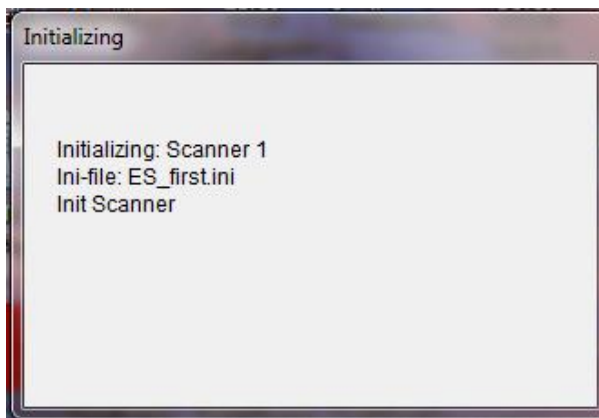 Initializing
Initializing: Scanner 1
Ini-file: ES_first.ini
Init Scanner